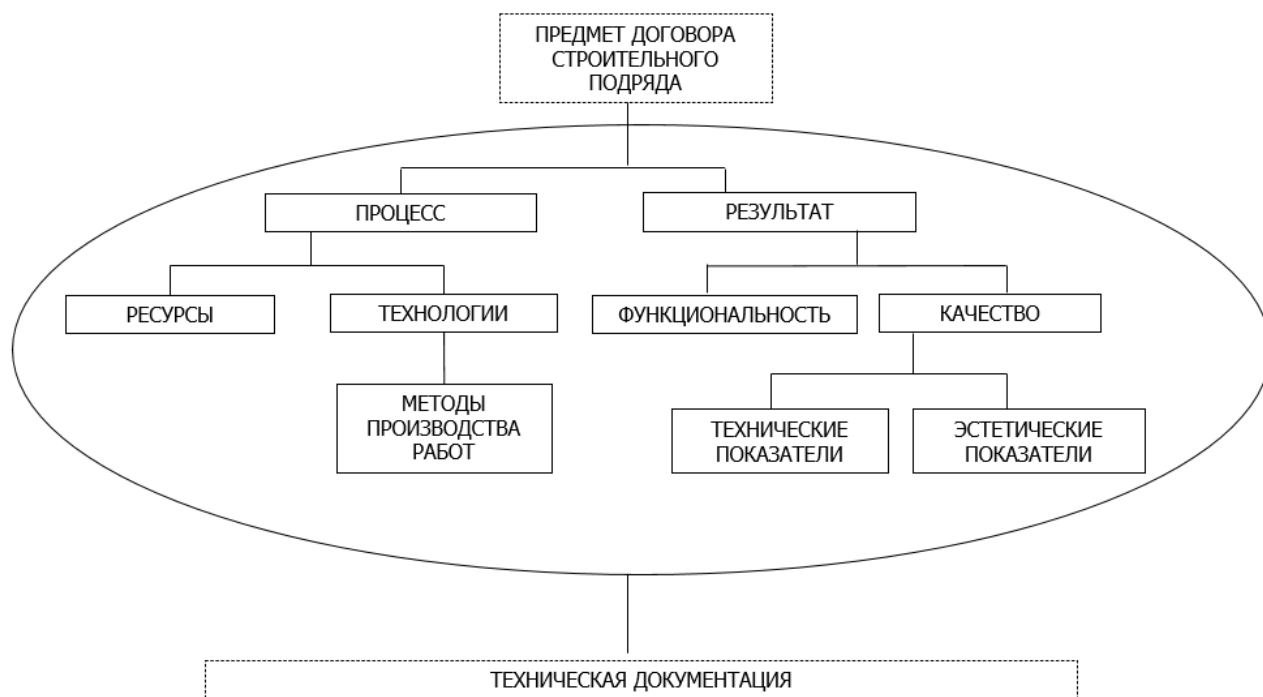 ПРЕДМЕТ ДОГОВОРА
СТРОИТЕЛЬНОГО
ПОДРЯДА
ПРОЦЕСС
РЕЗУЛЬТАТ
РЕСУРСЫ
ТЕХНОЛОГИИ
ФУНКЦИОНАЛЬНОСТЬ
КАЧЕСТВО
МЕТОДЫ
ПРОИЗВОДСТВА
РАБОТ
ТЕХНИЧЕСКИЕ
ПОКАЗАТЕЛИ
ЭСТЕТИЧЕСКИЕ
ПОКАЗАТЕЛИ
ТЕХНИЧЕСКАЯ ДОКУМЕНТАЦИЯ